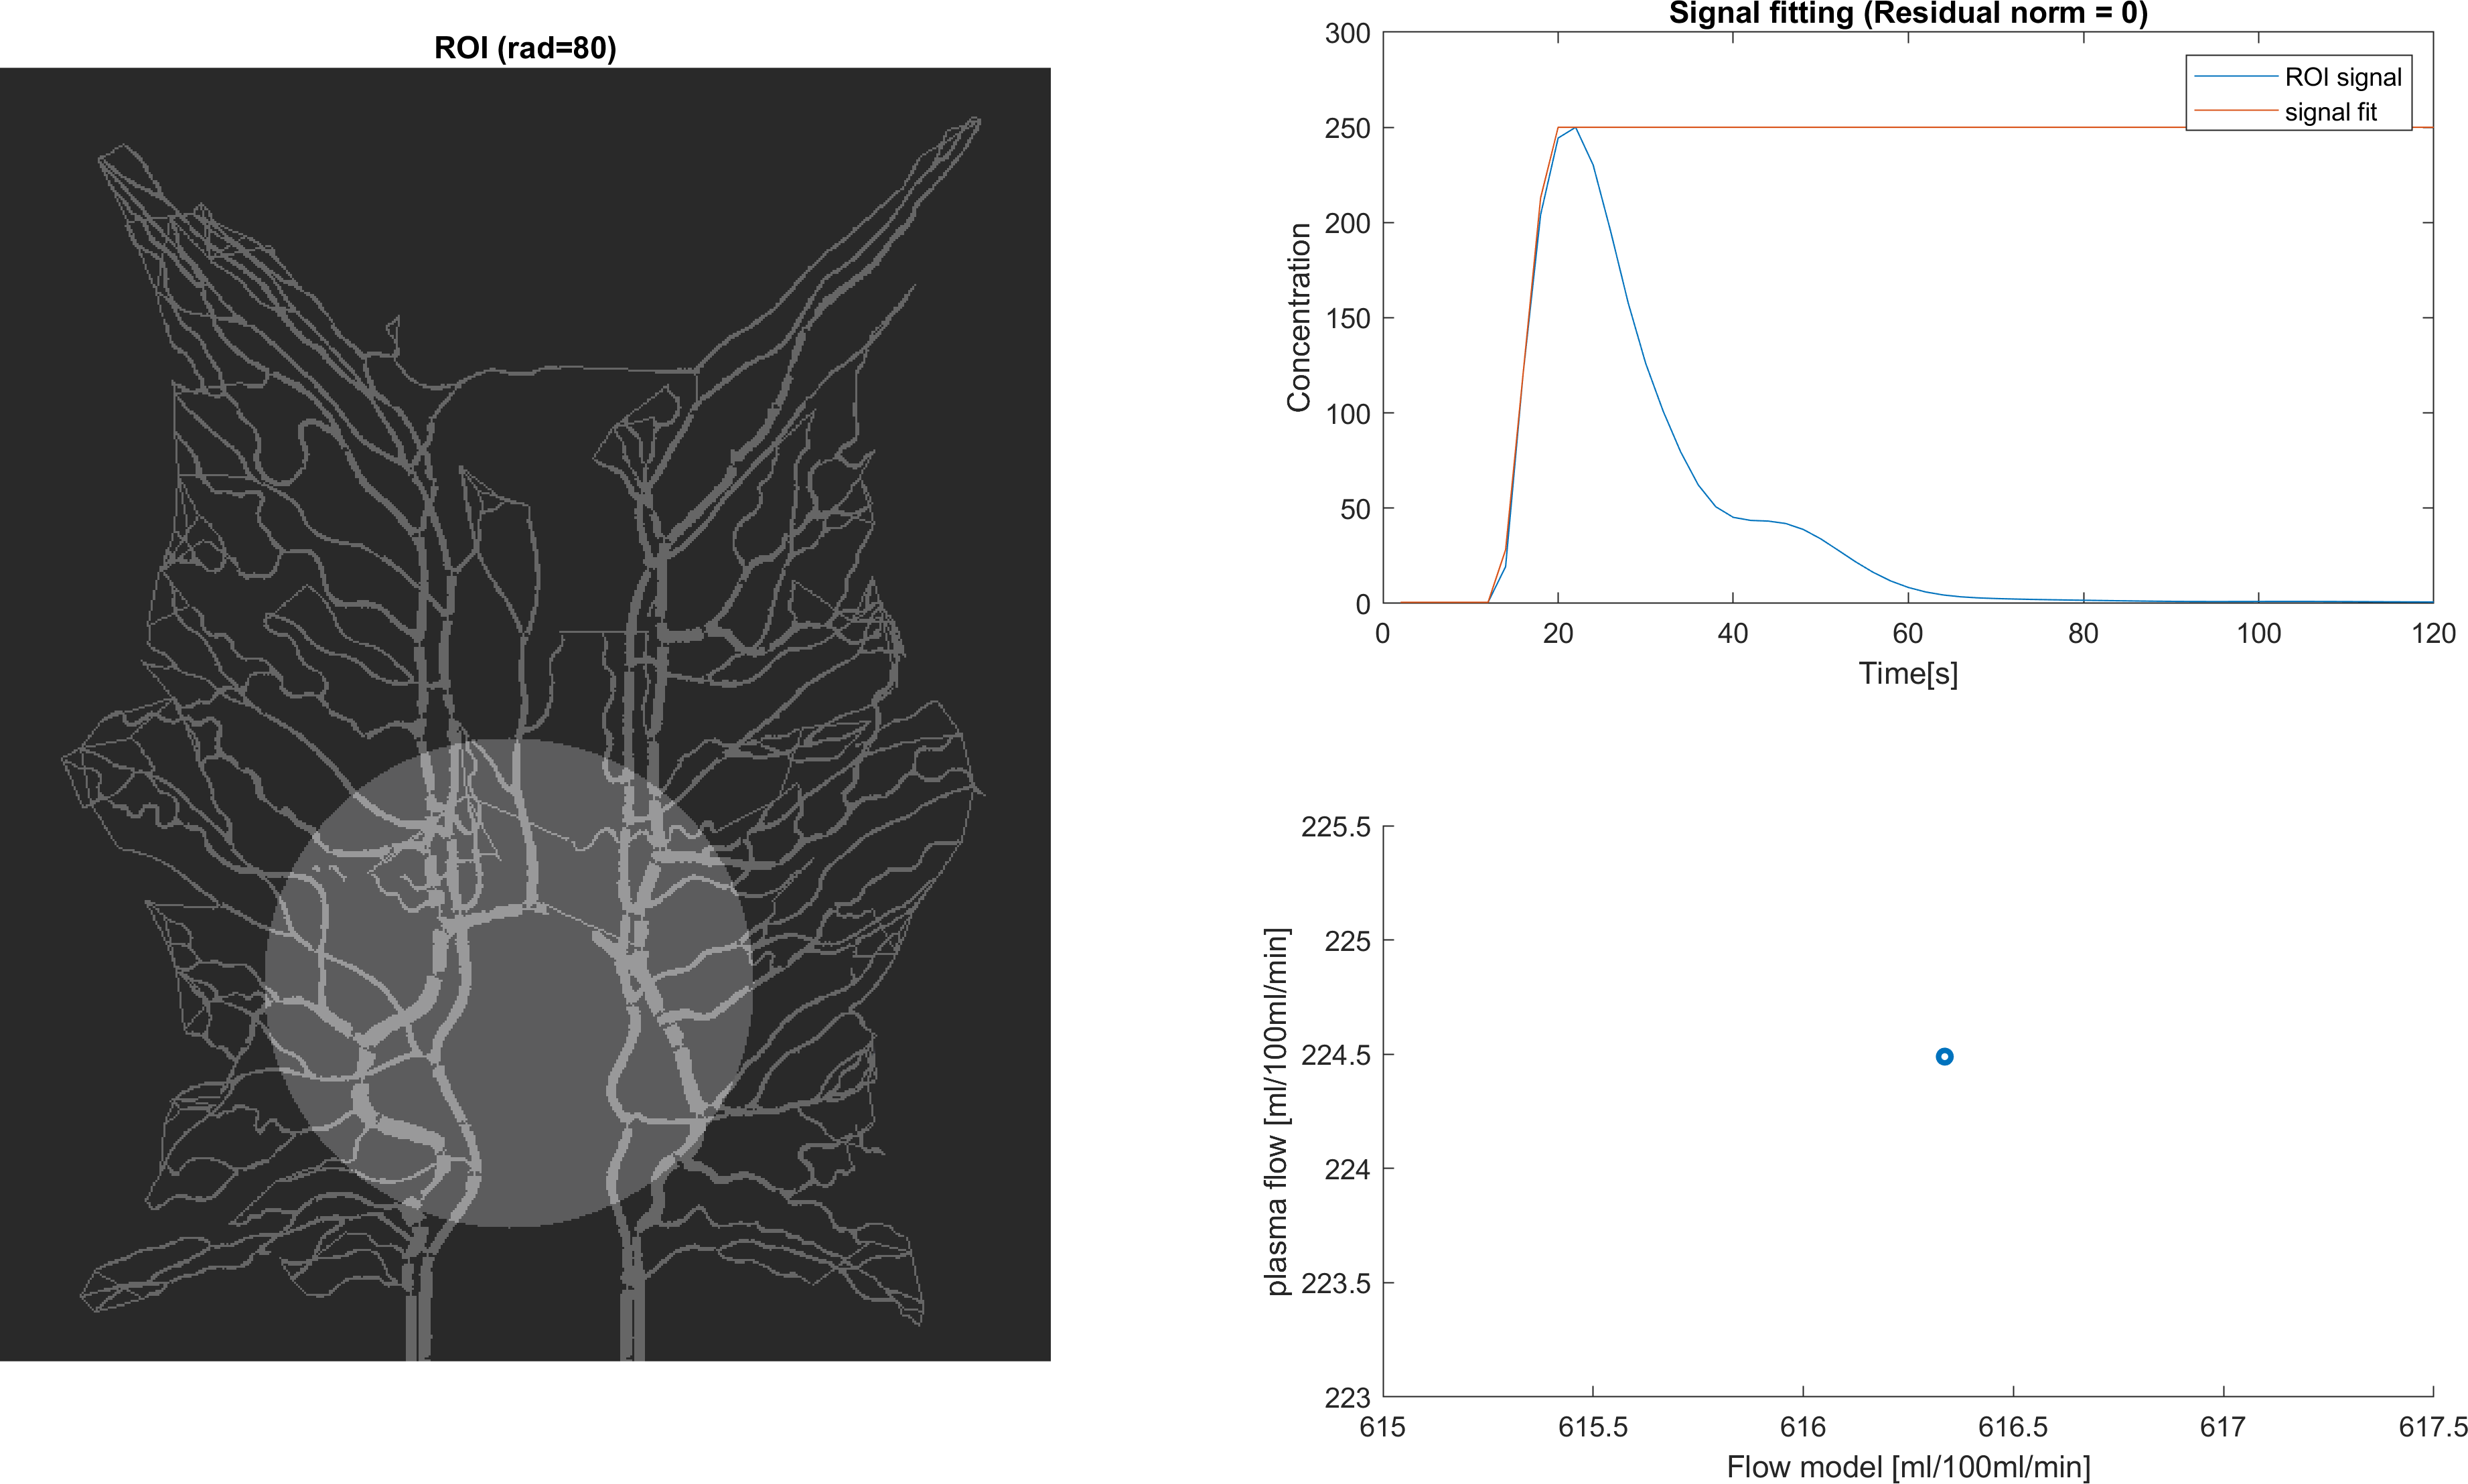 ROI (rad=80)
Signal fitting (Residual norm = 0)
300
250
200
150
100
50
0
Concentration
ROI signal
signal fit
0 20 40 60 80 100 120
Time[s]
225.5
225
224.5
224
223.5
223
plasma flow [ml/100ml/min]
615 615.5 616 616.5 617 617.5
Flow model [ml/100ml/min]